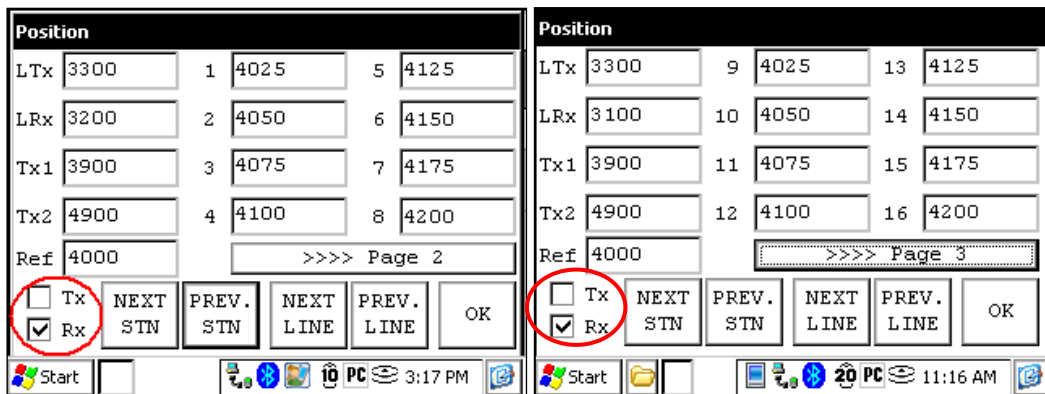 Position
LTx 3300 1 4025 5 4125
LRx 3200 2 4050 6 4150
Tx1 3900 3 4075 7 4175
Tx2 4900 4 4100 8 4200
Ref 4000 >>>> Page 2
Tx
Rx
NEXT STN
PREV. STN
NEXT LINE
PREV. LINE
OK
Start 10 PC 3:17 PM
Position
LTx 3300 9 4025 13 4125
LRx 3100 10 4050 14 4150
Tx1 3900 11 4075 15 4175
Tx2 4900 12 4100 16 4200
Ref 4000 >>>> Page 3
Tx
Rx
NEXT STN
PREV. STN
NEXT LINE
PREV. LINE
OK
Start 20 PC 11:16 AM